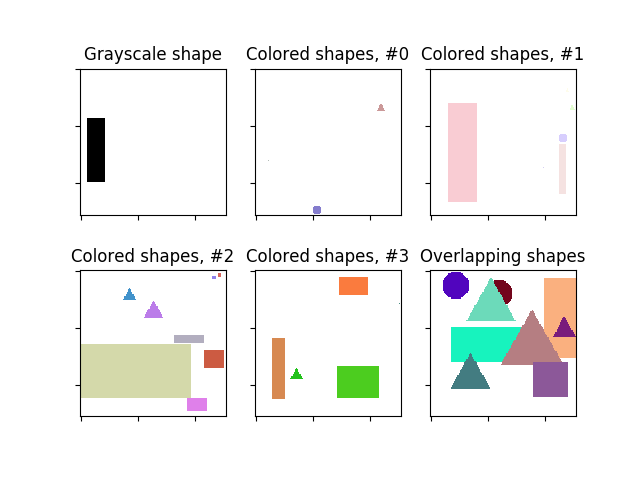 Grayscale shape
Colored shapes, #0
Colored shapes, #1
Colored shapes, #2
Colored shapes, #3
Overlapping shapes